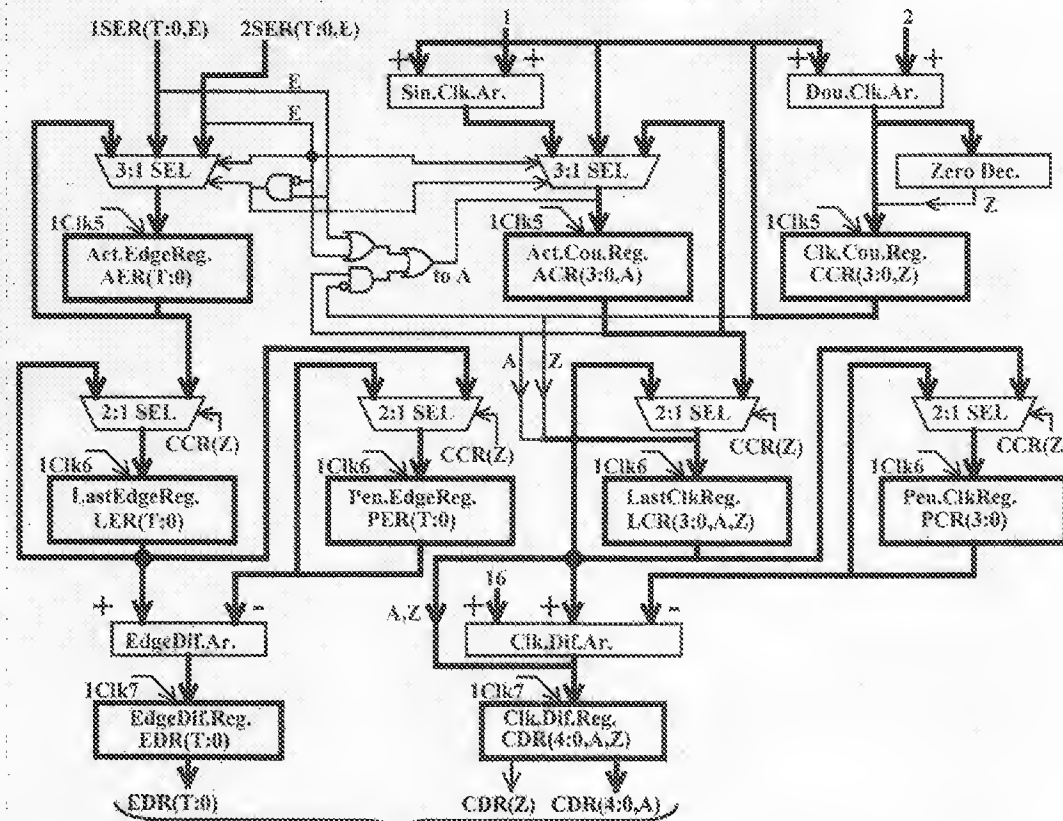 1SER(T:0,E) 2SER(T:0,E) 1 2
E
E
+ + + +
Sin.Clk.Ar. Dou.Clk.Ar.
3:1 SEL 3:1 SEL Zero Dec.
Z
1Clk5 1Clk5 1Clk5
Act.EdgeReg. Act.Cou.Reg. Clk.Cou.Reg.
AER(T:0) to A ACR(3:0,A) CCR(3:0,Z)
A Z
2:1 SEL 2:1 SEL 2:1 SEL 2:1 SEL
CCR(Z) CCR(Z) CCR(Z) CCR(Z)
1Clk6 1Clk6 1Clk6 1Clk6
LastEdgeReg. Pen.EdgeReg. LastClkReg. Pen.ClkReg.
LER(T:0) PER(T:0) LCR(3:0,A,Z) PCR(3:0)
16
+ - A,Z + + -
EdgeDif.Ar. Clk.Dif.Ar.
1Clk7 1Clk7
EdgeDif.Reg. Clk.Dif.Reg.
EDR(T:0) CDR(4:0,A,Z)
EDR(T:0) CDR(Z) CDR(4:0,A)